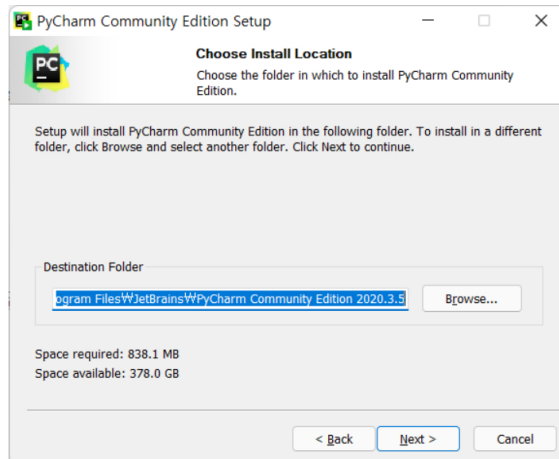 PyCharm Community Edition Setup
PC
Choose Install Location
Choose the folder in which to install PyCharm Community
Edition.
Setup will install PyCharm Community Edition in the following folder. To install in a different
folder, click Browse and select another folder. Click Next to continue.
Destination Folder
ogram Files₩JetBrains₩PyCharm Community Edition 2020.3.5
Browse...
Space required: 838.1 MB
Space available: 378.0 GB
< Back
Next >
Cancel